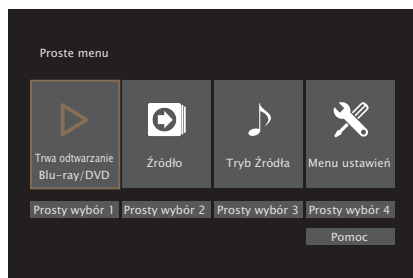 Proste menu
Trwa odtwarzanie
Blu-ray/DVD
Źródło
Tryb Źródła
Menu ustawień
Prosty wybór 1
Prosty wybór 2
Prosty wybór 3
Prosty wybór 4
Pomoc